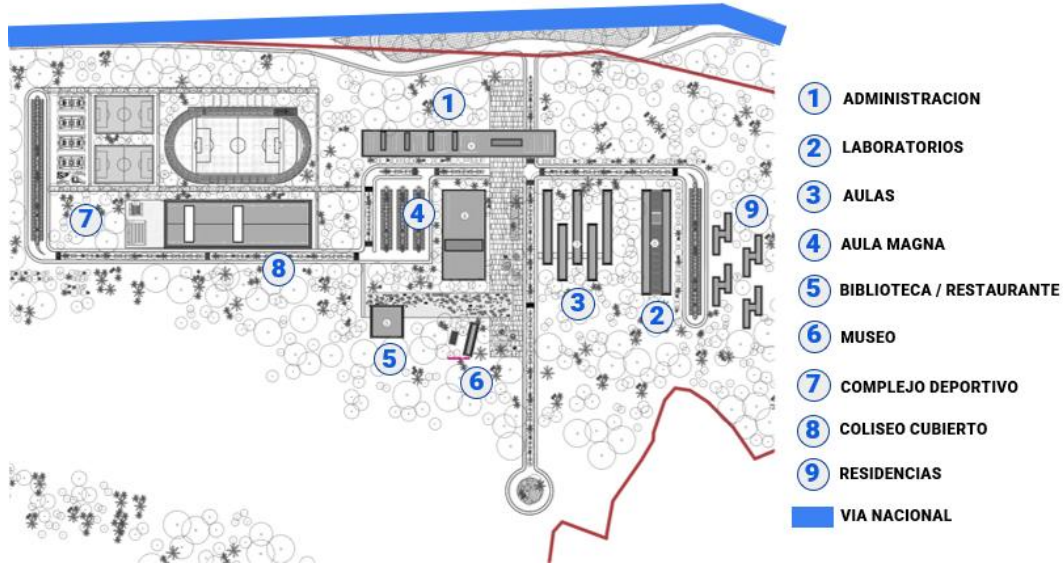 1 ADMINISTRACION
2 LABORATORIOS
3 AULAS
4 AULA MAGNA
5 BIBLIOTECA / RESTAURANTE
6 MUSEO
7 COMPLEJO DEPORTIVO
8 COLISEO CUBIERTO
9 RESIDENCIAS
VIA NACIONAL
1
4
7
8
5
6
3
2
9